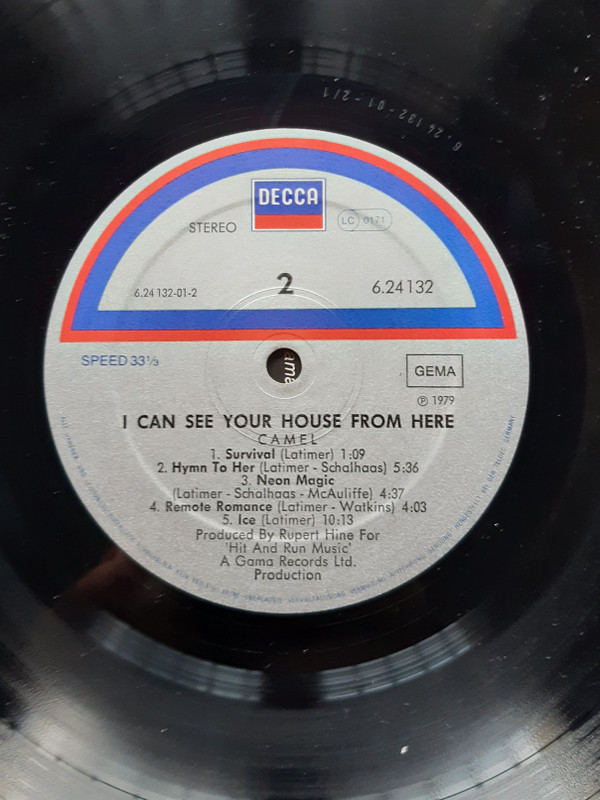 6.24132-01-2/1
DECCA
STEREO
LC 0171
2
6.24 132-01-2
6.24132
SPEED 33 1/3
GEMA
℗ 1979
I CAN SEE YOUR HOUSE FROM HERE
CAMEL
1. Survival (Latimer) 1:09
2. Hymn To Her (Latimer - Schalhaas) 5:36
3. Neon Magic
(Latimer - Schalhaas - McAuliffe) 4:37
4. Remote Romance (Latimer - Watkins) 4:03
5. Ice (Latimer) 10:13
Produced By Rupert Hine For
'Hit And Run Music'
A Gama Records Ltd.
Production